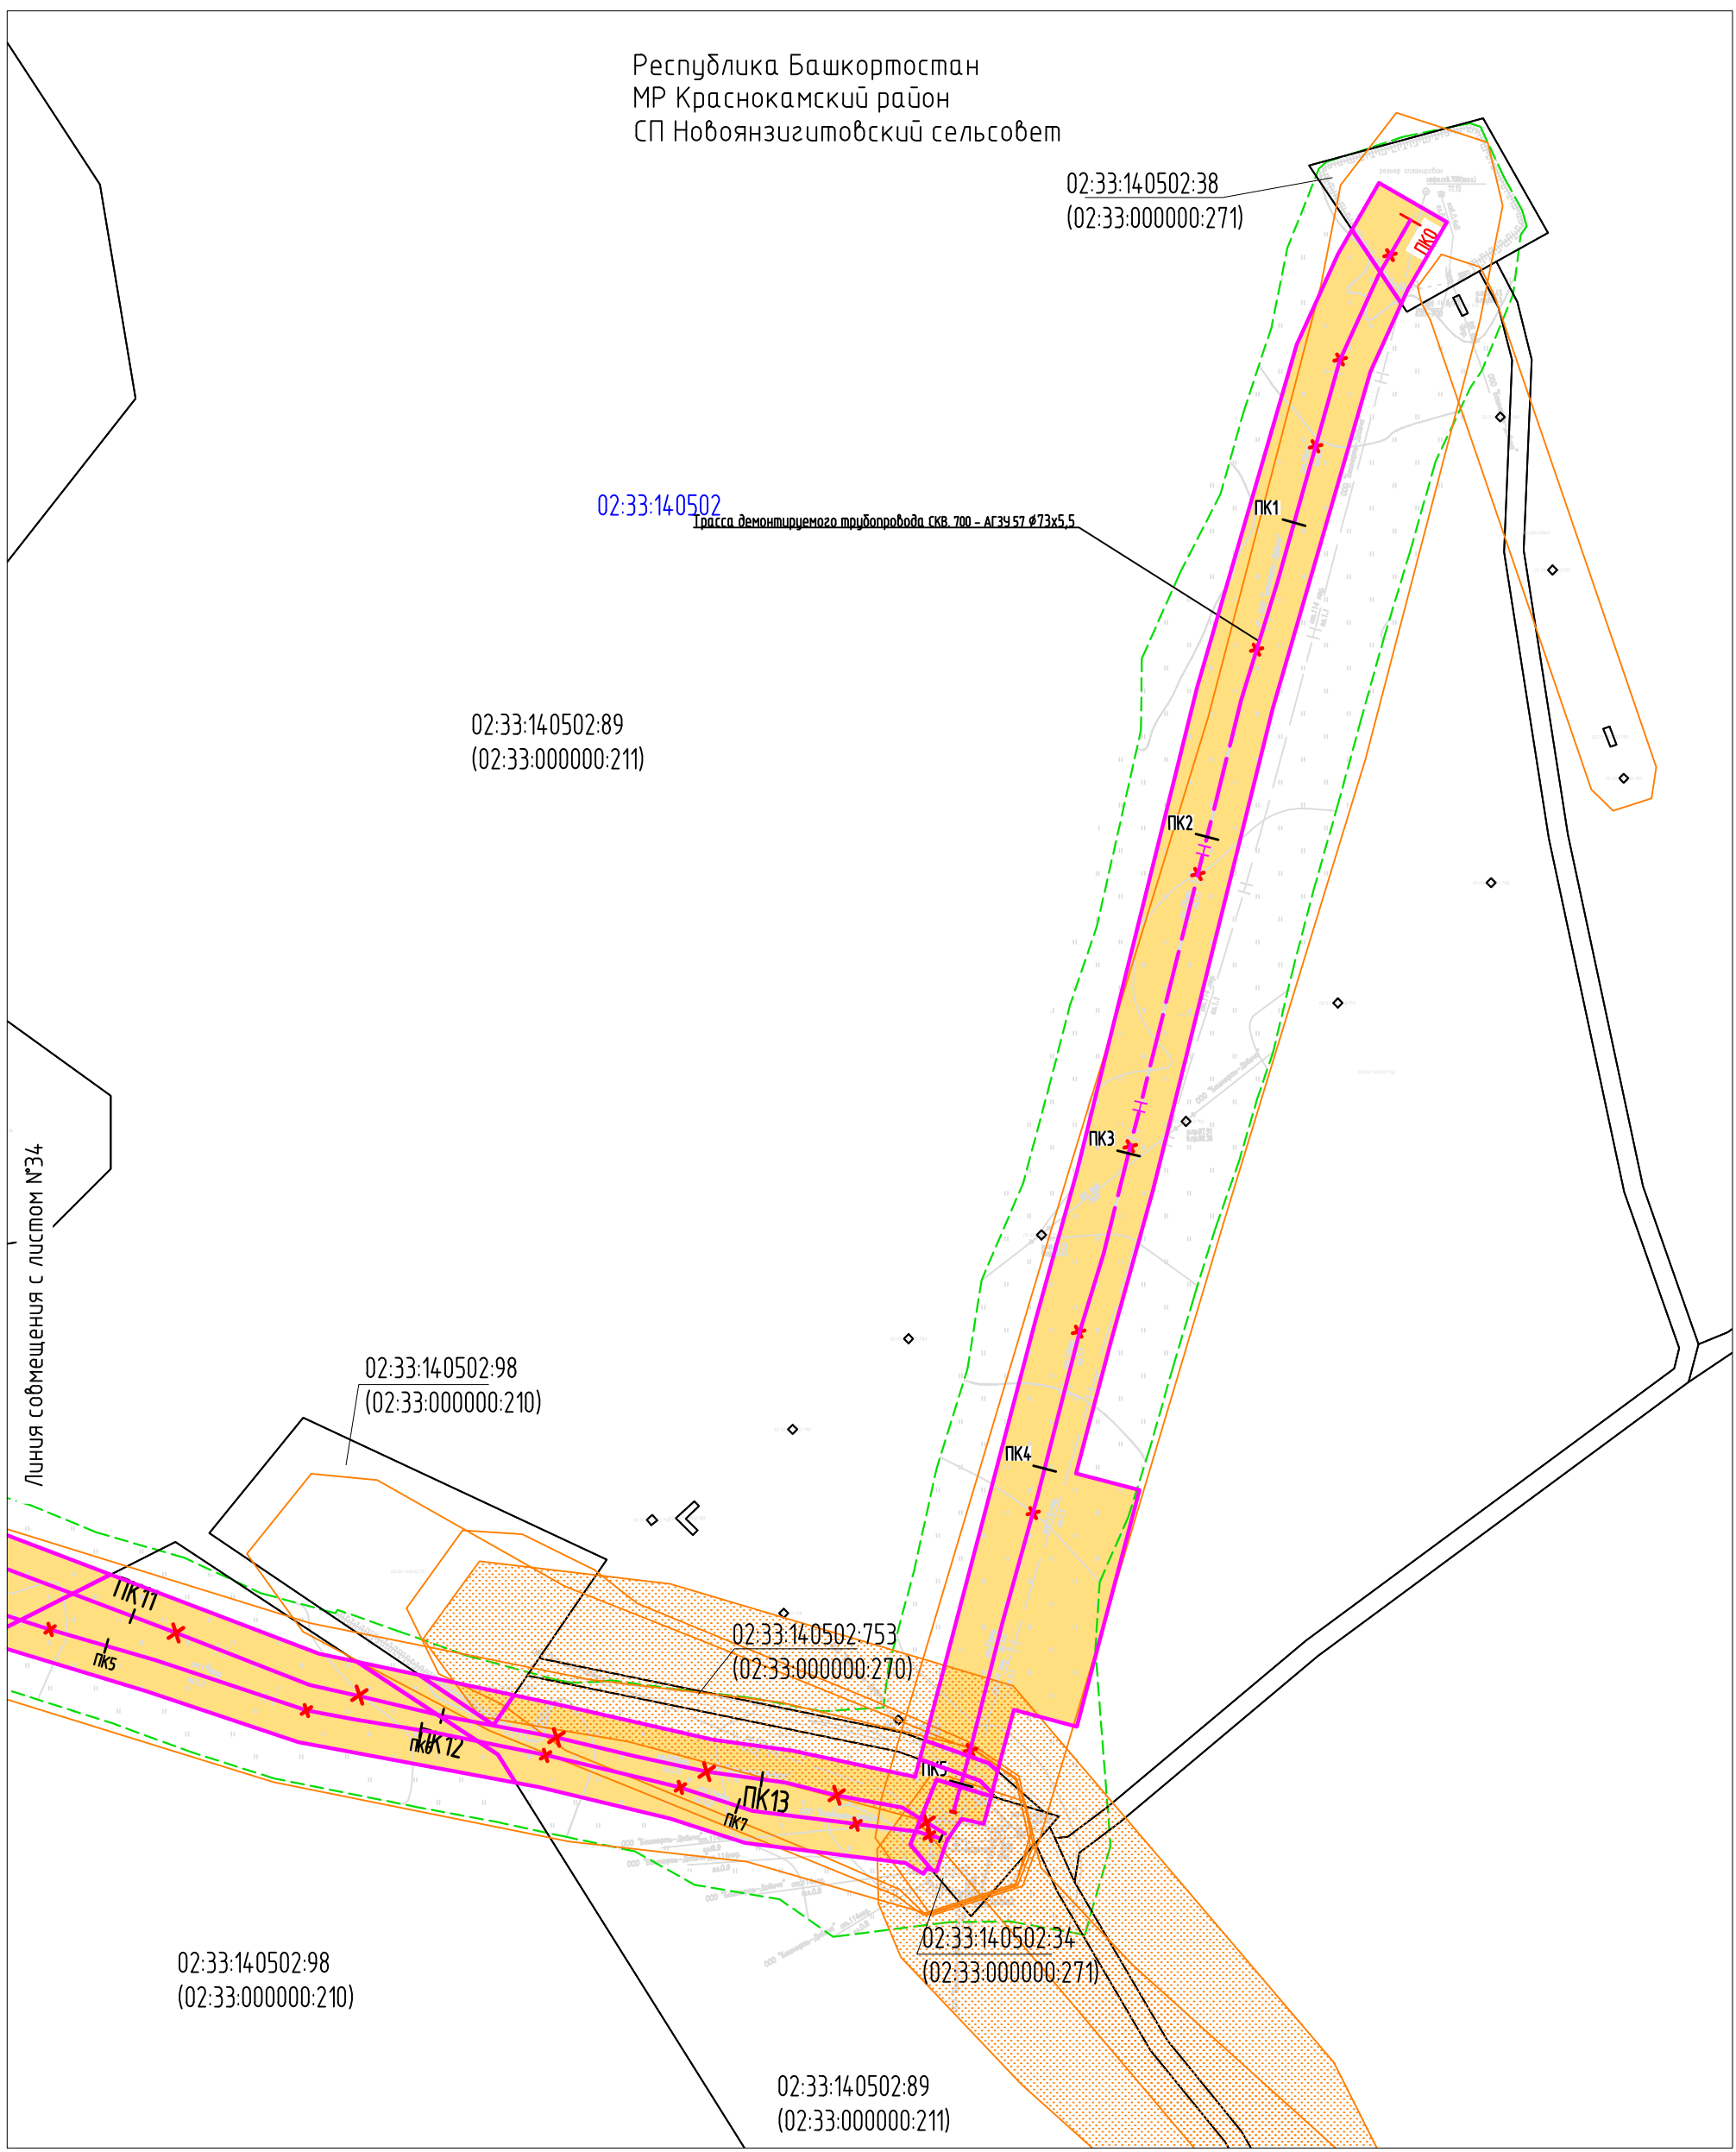 Республика Башкортостан
МР Краснокамский район
СП Новоянзигитовский сельсовет
02:33:140502:38
(02:33:000000:271)
ПК0
02:33:140502
Трасса демонтируемого трубопровода СКВ. 700 - АГЗУ 57 Ø73х5,5
ПК1
02:33:140502:89
(02:33:000000:211)
ПК2
ПК3
Линия совмещения с листом №34
02:33:140502:98
(02:33:000000:210)
ПК4
ПК11
ПК5
02:33:140502:753
(02:33:000000:270)
ПК12
ПК6
ПК5
ПК13
ПК7
02:33:140502:34
(02:33:000000:271)
02:33:140502:98
(02:33:000000:210)
02:33:140502:89
(02:33:000000:211)